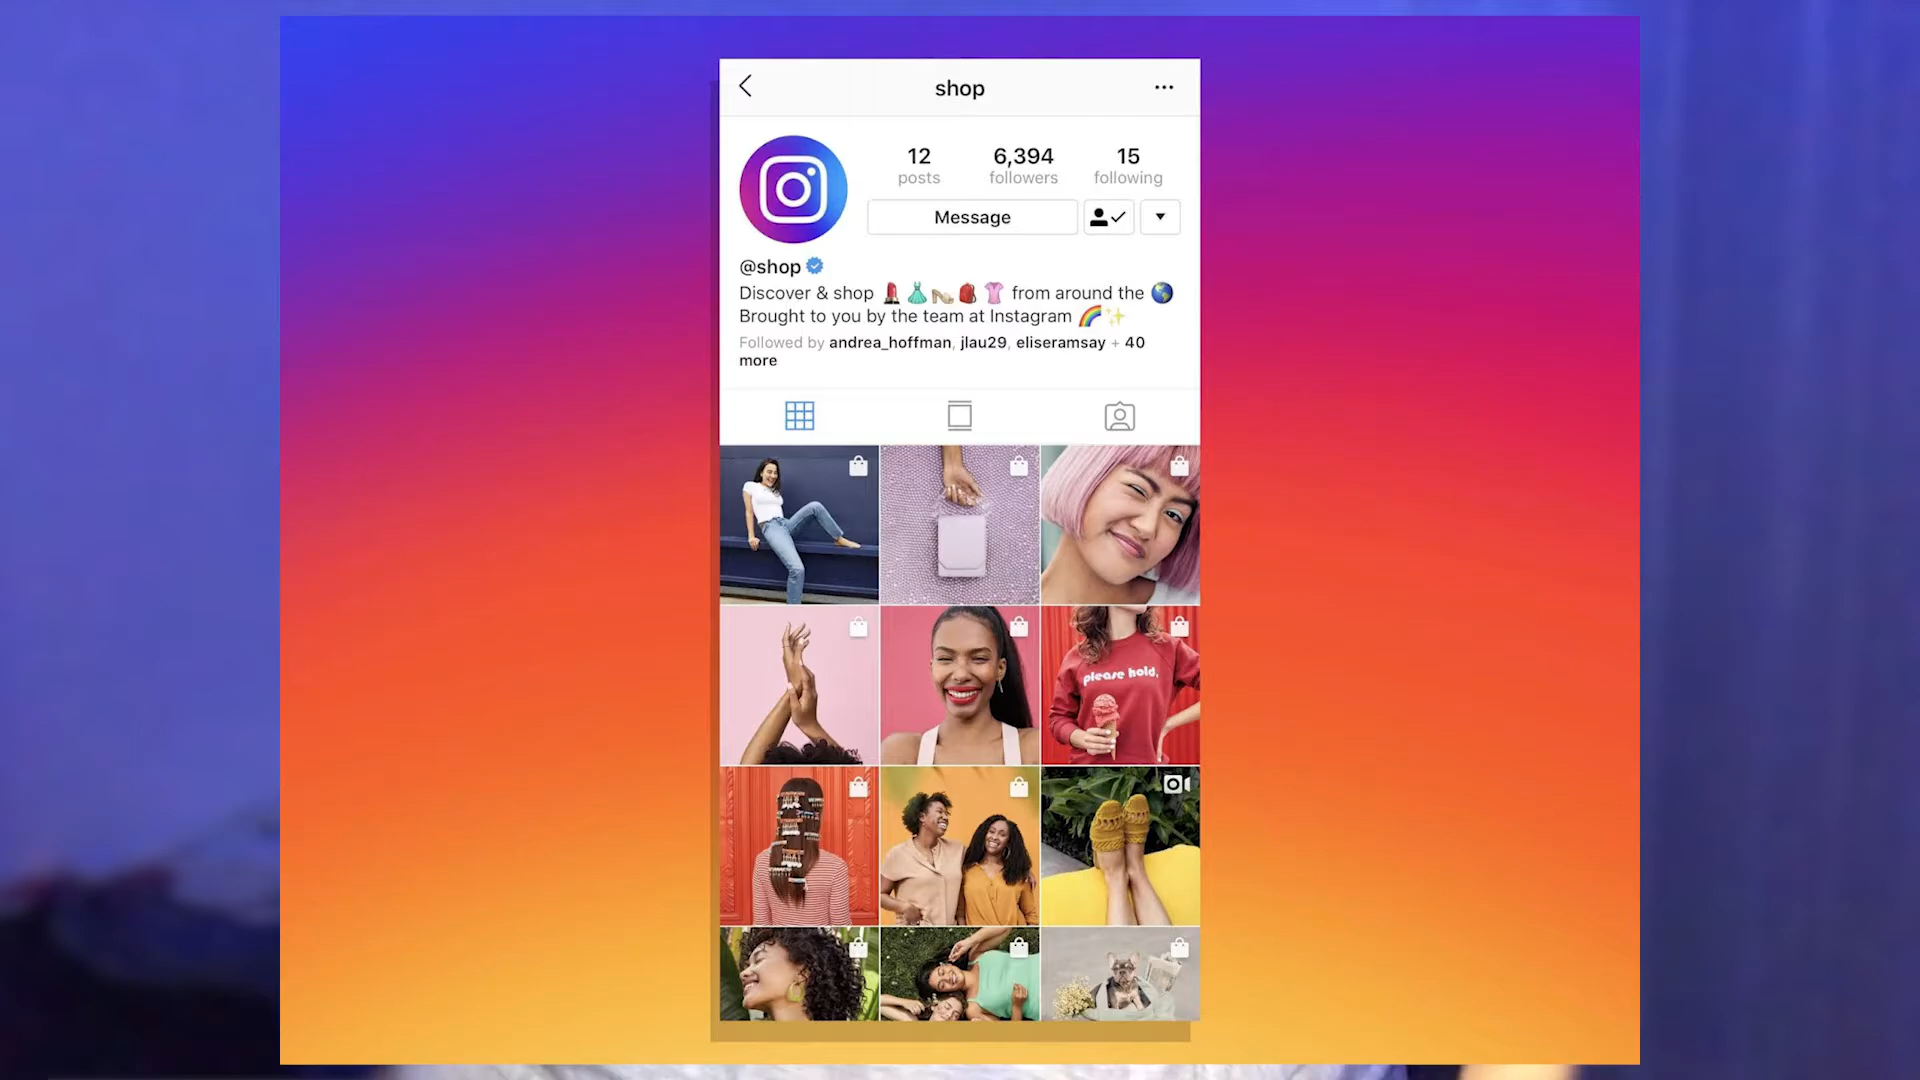 shop
12 6,394 15
posts followers following
Message
@shop
Discover & shop 💄👗👡🎒👚 from around the 🌎
Brought to you by the team at Instagram 🌈✨
Followed by andrea_hoffman, jlau29, eliseramsay + 40
more
please hold,